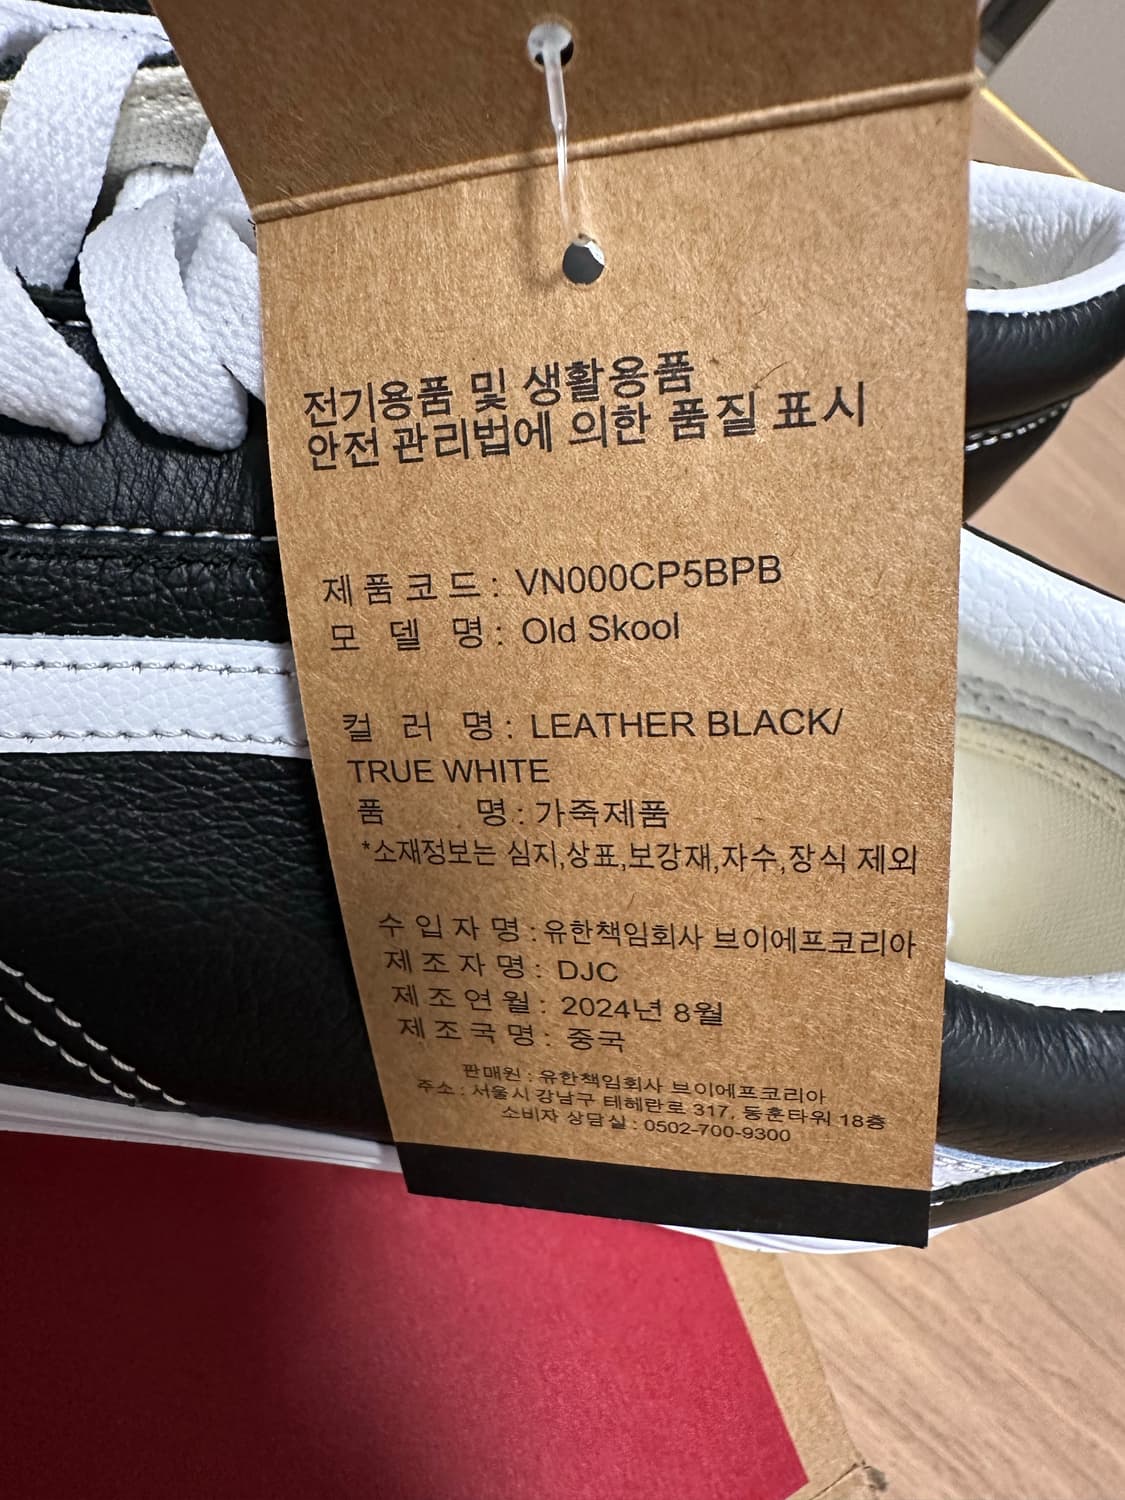 전기용품 및 생활용품
안전 관리법에 의한 품질 표시
제품코드 : VN000CP5BPB
모델명 : Old Skool
컬러명 : LEATHER BLACK/
TRUE WHITE
품명 : 가죽제품
*소재정보는 심지,상표,보강재,자수,장식 제외
수입자명 : 유한책임회사 브이에프코리아
제조자명 : DJC
제조연월 : 2024년 8월
제조국명 : 중국
판매원 : 유한책임회사 브이에프코리아
주소 : 서울시 강남구 테헤란로 317, 동훈타워 18층
소비자 상담실 : 0502-700-9300